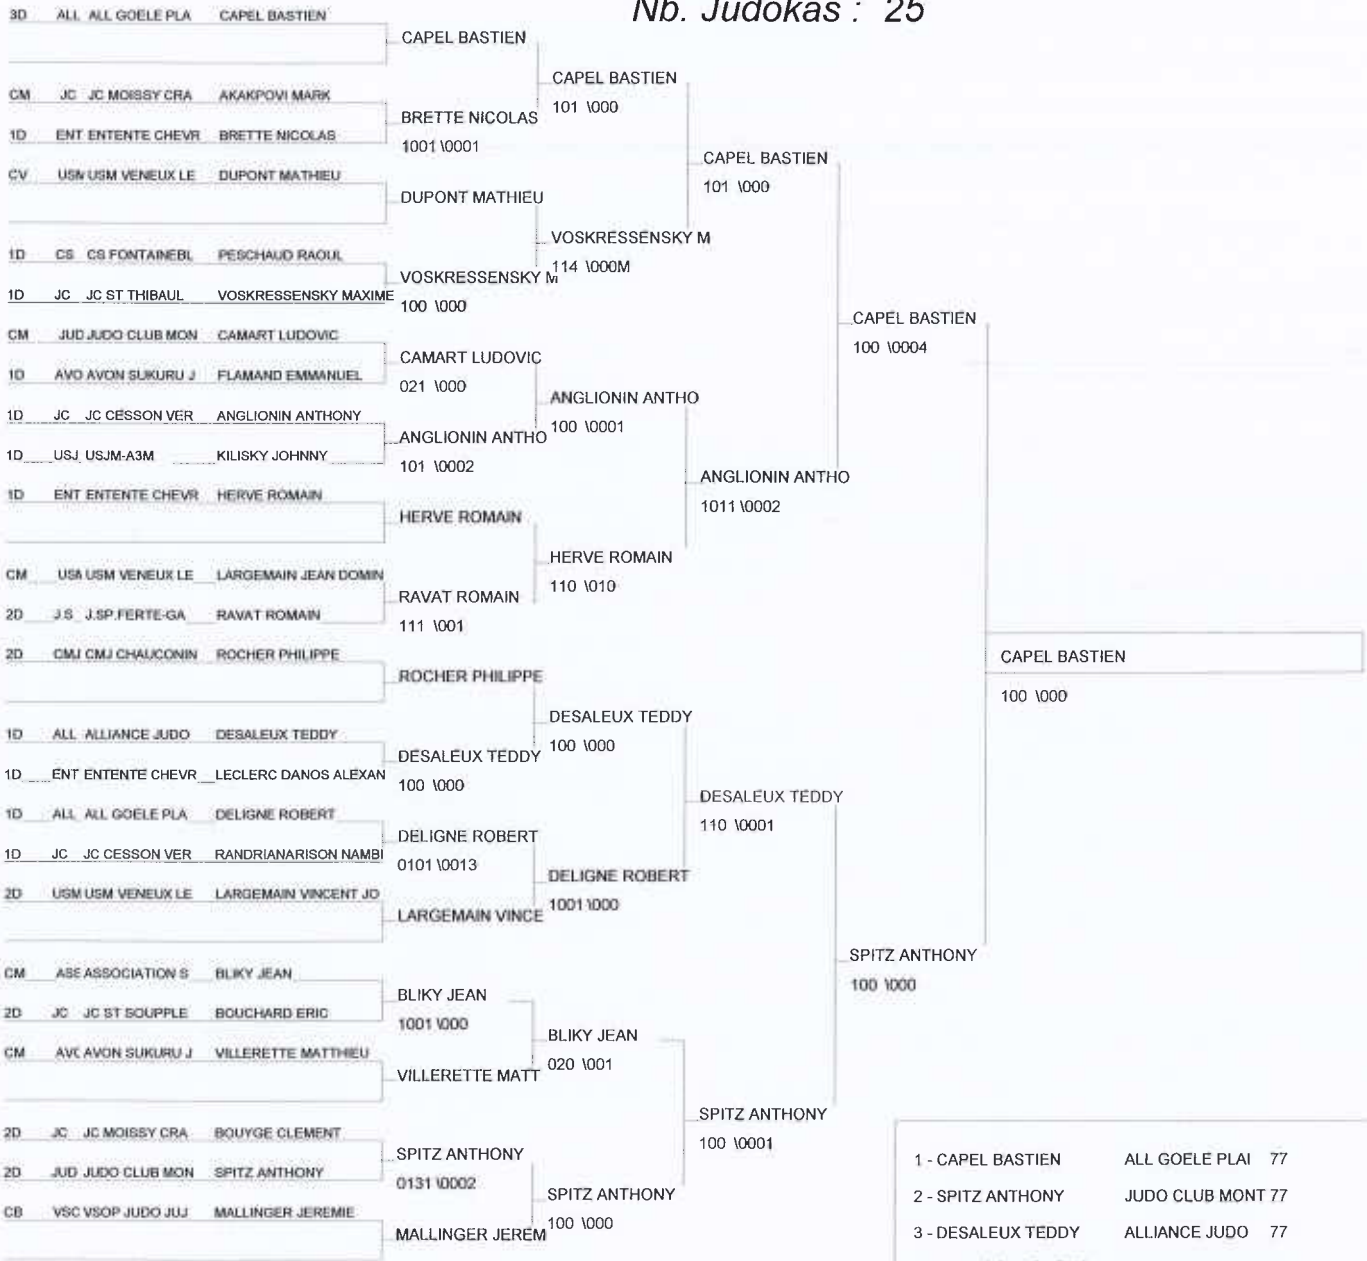 Nb. Judokas : 25
3D ALL ALL GOELE PLA CAPEL BASTIEN
CM JC JC MOISSY CRA AKAKPOVI MARK
1D ENT ENTENTE CHEVR BRETTE NICOLAS
CV USM USM VENEUX LE DUPONT MATHIEU
1D CS CS FONTAINEBL PESCHAUD RAOUL
1D JC JC ST THIBAUL VOSKRESSENSKY MAXIME
CM JUD JUDO CLUB MON CAMART LUDOVIC
1D AVO AVON SUKURU J FLAMAND EMMANUEL
1D JC JC CESSON VER ANGLIONIN ANTHONY
1D USJ USJM-A3M KILISKY JOHNNY
1D ENT ENTENTE CHEVR HERVE ROMAIN
CM USM USM VENEUX LE LARGEMAIN JEAN DOMIN
2D J.S J.SP.FERTE-GA RAVAT ROMAIN
2D CMJ CMJ CHAUCONIN ROCHER PHILIPPE
1D ALL ALLIANCE JUDO DESALEUX TEDDY
1D ENT ENTENTE CHEVR LECLERC DANOS ALEXAN
1D ALL ALL GOELE PLA DELIGNE ROBERT
1D JC JC CESSON VER RANDRIANARISON NAMBI
2D USM USM VENEUX LE LARGEMAIN VINCENT JO
CM ASS ASSOCIATION S BLIKY JEAN
2D JC JC ST SOUPPLE BOUCHARD ERIC
CM AVO AVON SUKURU J VILLERETTE MATTHIEU
2D JC JC MOISSY CRA BOUYGE CLEMENT
2D JUD JUDO CLUB MON SPITZ ANTHONY
CB VSC VSOP JUDO JUJ MALLINGER JEREMIE
CAPEL BASTIEN
BRETTE NICOLAS
1001 \0001
DUPONT MATHIEU
VOSKRESSENSKY M
100 \000
CAMART LUDOVIC
021 \000
ANGLIONIN ANTHO
101 \0002
HERVE ROMAIN
RAVAT ROMAIN
111 \001
ROCHER PHILIPPE
DESALEUX TEDDY
100 \000
DELIGNE ROBERT
0101 \0013
LARGEMAIN VINCE
BLIKY JEAN
1001 \000
VILLERETTE MATT
SPITZ ANTHONY
0131 \0002
MALLINGER JEREM
CAPEL BASTIEN
101 \000
VOSKRESSENSKY M
114 \000M
ANGLIONIN ANTHO
100 \0001
HERVE ROMAIN
110 \010
DESALEUX TEDDY
100 \000
DELIGNE ROBERT
1001 \000
BLIKY JEAN
020 \001
SPITZ ANTHONY
100 \000
CAPEL BASTIEN
101 \000
ANGLIONIN ANTHO
1011 \0002
DESALEUX TEDDY
110 \0001
SPITZ ANTHONY
100 \0001
CAPEL BASTIEN
100 \0004
SPITZ ANTHONY
100 \000
CAPEL BASTIEN
100 \000
1 - CAPEL BASTIEN ALL GOELE PLAI 77
2 - SPITZ ANTHONY JUDO CLUB MONT 77
3 - DESALEUX TEDDY ALLIANCE JUDO 77